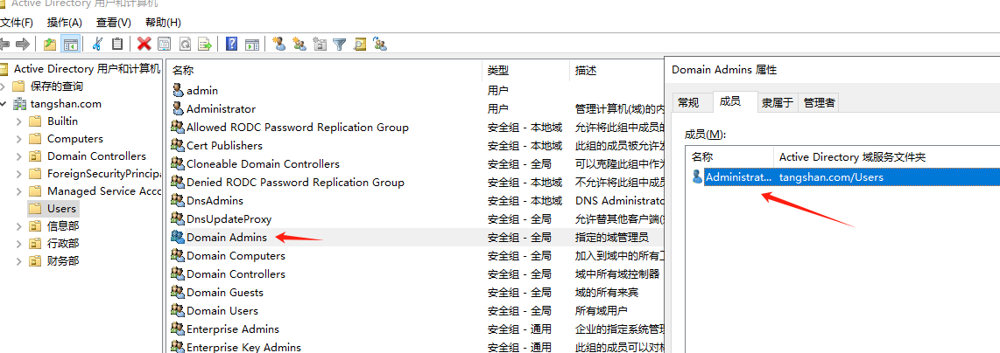 Active Directory 用户和计算机
文件(F) 操作(A) 查看(V) 帮助(H)
Active Directory 用户和计算机
保存的查询
tangshan.com
Builtin
Computers
Domain Controllers
ForeignSecurityPrincipa
Managed Service Acco
Users
信息部
行政部
财务部
名称 类型 描述
admin 用户
Administrator 用户 管理计算机(域)的内
Allowed RODC Password Replication Group 安全组 - 本地域 允许将此组中成员的
Cert Publishers 安全组 - 本地域 此组的成员被允许发
Cloneable Domain Controllers 安全组 - 全局 可以克隆此组中作为
Denied RODC Password Replication Group 安全组 - 本地域 不允许将此组中成员
DnsAdmins 安全组 - 本地域 DNS Administrato
DnsUpdateProxy 安全组 - 全局 允许替其他客户端(
Domain Admins 安全组 - 全局 指定的域管理员
Domain Computers 安全组 - 全局 加入到域中的所有工
Domain Controllers 安全组 - 全局 域中所有域控制器
Domain Guests 安全组 - 全局 域的所有来宾
Domain Users 安全组 - 全局 所有域用户
Enterprise Admins 安全组 - 通用 企业的指定系统管理
Enterprise Key Admins 安全组 - 通用 此组的成员可以对
Domain Admins 属性
常规 成员 隶属于 管理者
成员(M):
名称 Active Directory 域服务文件夹
Administrat... tangshan.com/Users